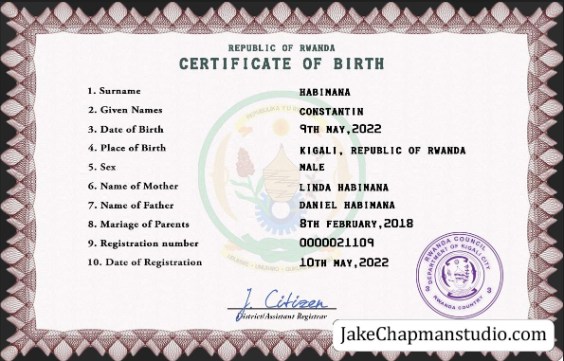 REPUBLIC OF RWANDA
CERTIFICATE OF BIRTH
1. Surname HABIMANA
2. Given Names CONSTANTIN
3. Date of Birth 9TH MAY,2022
4. Place of Birth KIGALI, REPUBLIC OF RWANDA
5. Sex MALE
6. Name of Mother LINDA HABIMANA
7. Name of Father DANIEL HABIMANA
8. Mariage of Parents 8TH FEBRUARY,2018
9. Registration number 0000021109
10. Date of Registration 10TH MAY,2022
RWANDA COUNCIL
DEPARTMENT OF KIGALI CITY
RWANDA COUNTRY
J. Citizen
District/Assistant Registrar
JakeChapmanstudio.com